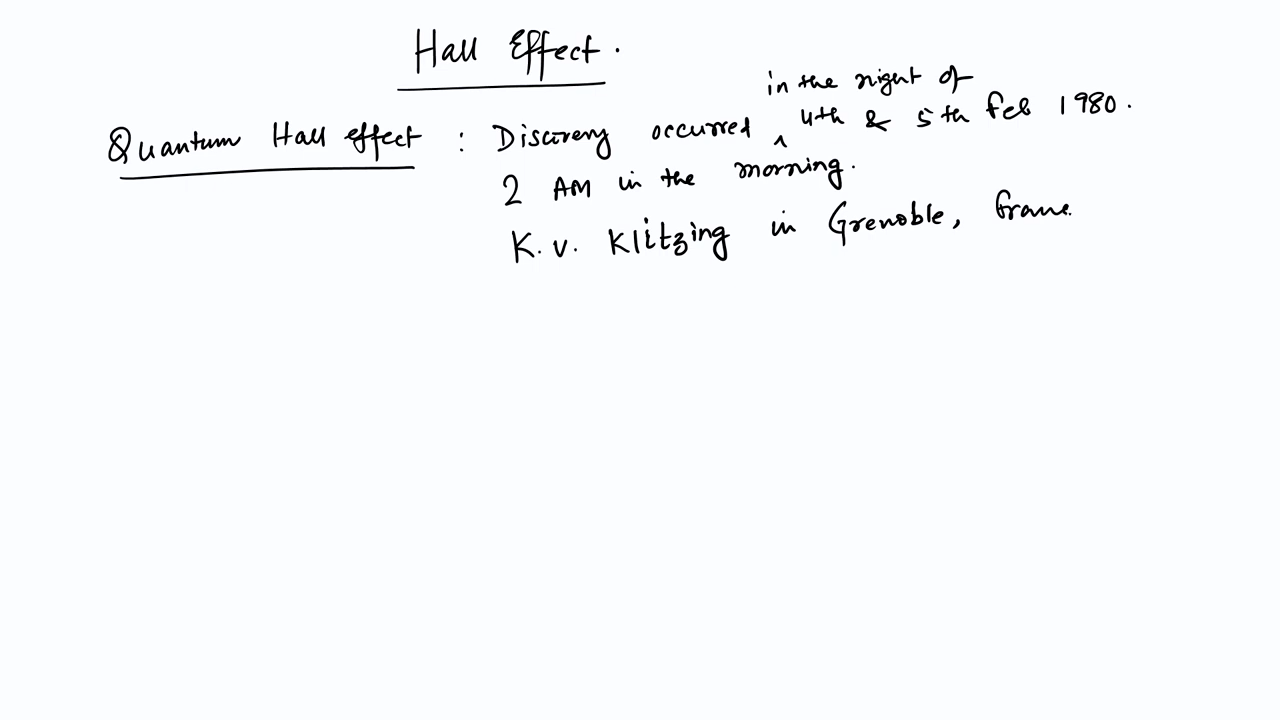 Hall Effect.
Quantum Hall effect : Discovery occurred in the night of 4th & 5th Feb 1980.
2 AM in the morning.
K. v. Klitzing in Grenoble, France